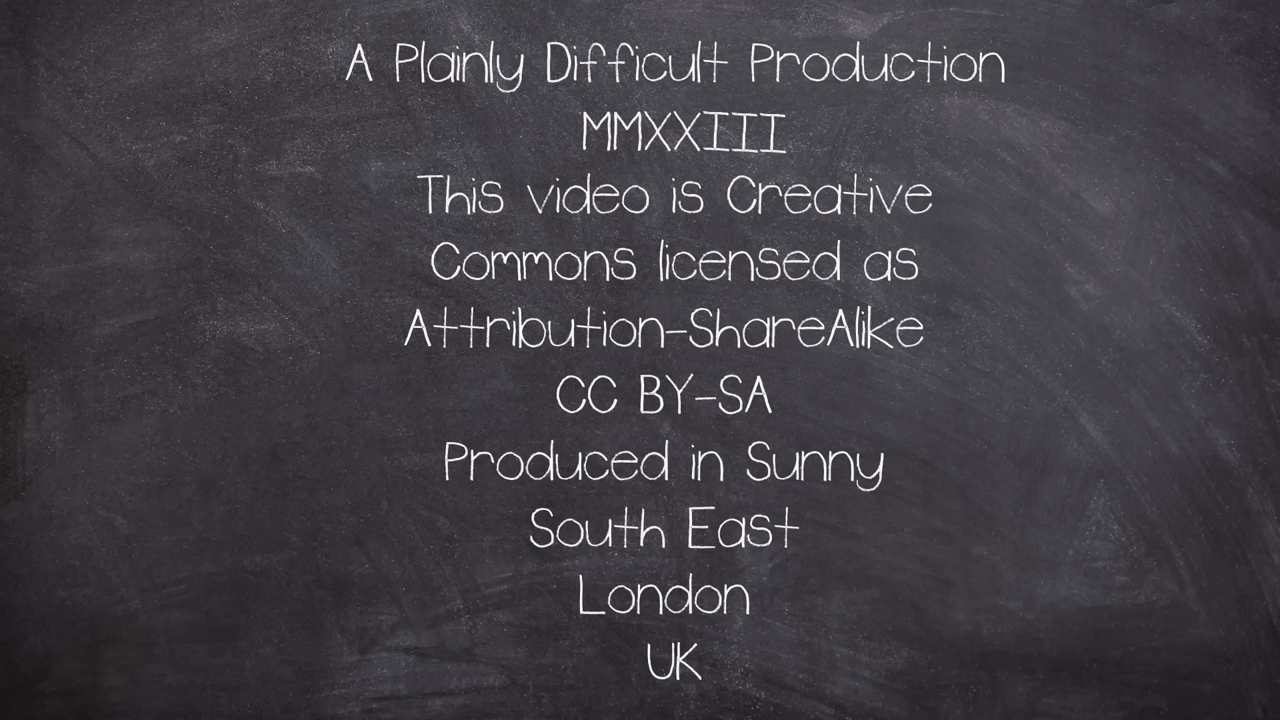 A Plainly Difficult Production
MMXXIII
This video is Creative
Commons licensed as
Attribution-ShareAlike
CC BY-SA
Produced in Sunny
South East
London
UK